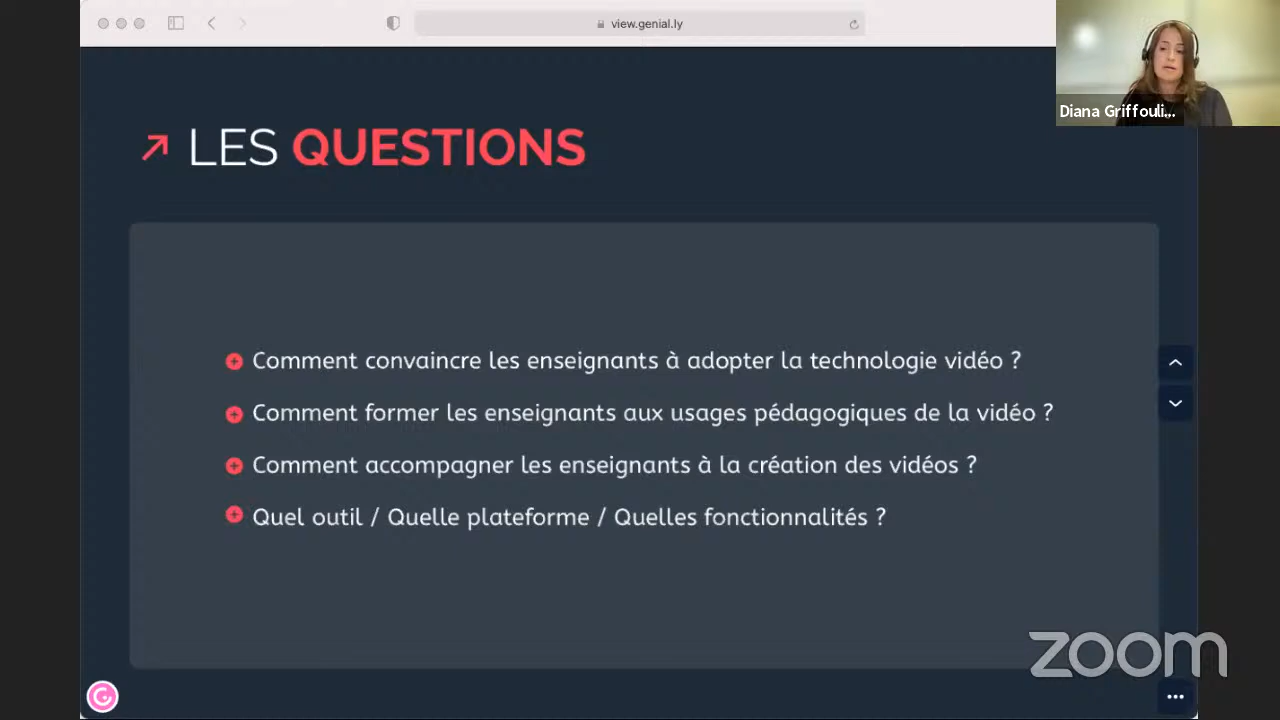 view.genial.ly
Diana Griffouli...
LES QUESTIONS
Comment convaincre les enseignants à adopter la technologie vidéo ?
Comment former les enseignants aux usages pédagogiques de la vidéo ?
Comment accompagner les enseignants à la création des vidéos ?
Quel outil / Quelle plateforme / Quelles fonctionnalités ?
zoom